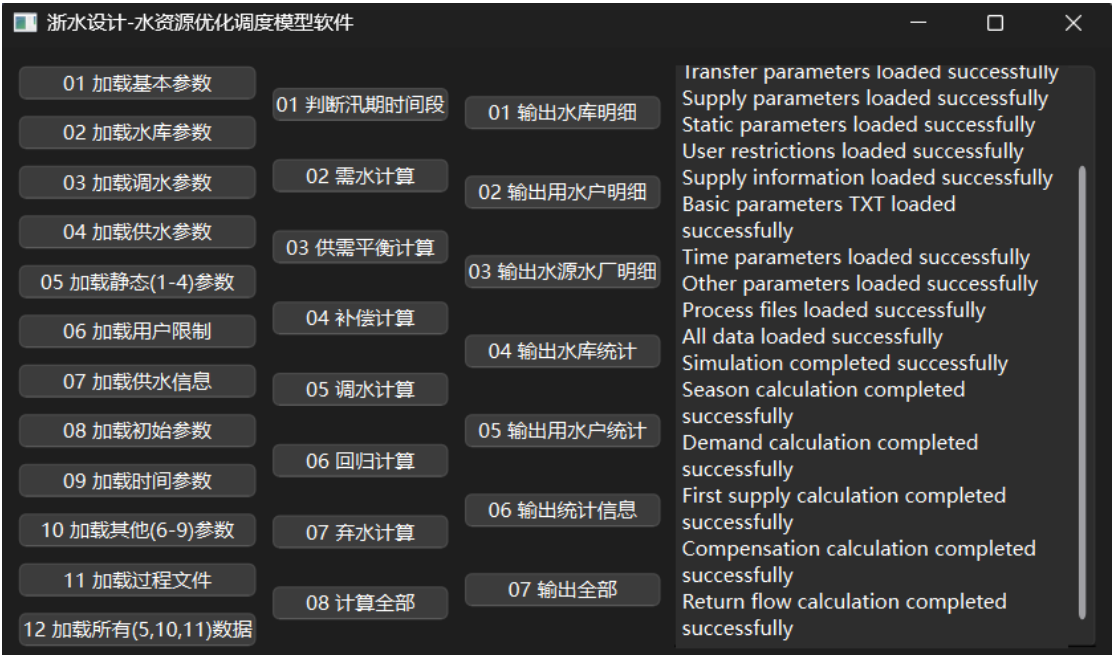 浙水设计-水资源优化调度模型软件
01 加载基本参数
02 加载水库参数
03 加载调水参数
04 加载供水参数
05 加载静态(1-4)参数
06 加载用户限制
07 加载供水信息
08 加载初始参数
09 加载时间参数
10 加载其他(6-9)参数
11 加载过程文件
12 加载所有(5,10,11)数据
01 判断汛期时间段
02 需水计算
03 供需平衡计算
04 补偿计算
05 调水计算
06 回归计算
07 弃水计算
08 计算全部
01 输出水库明细
02 输出用水户明细
03 输出水源水厂明细
04 输出水库统计
05 输出用水户统计
06 输出统计信息
07 输出全部
Transfer parameters loaded successfully
Supply parameters loaded successfully
Static parameters loaded successfully
User restrictions loaded successfully
Supply information loaded successfully
Basic parameters TXT loaded
successfully
Time parameters loaded successfully
Other parameters loaded successfully
Process files loaded successfully
All data loaded successfully
Simulation completed successfully
Season calculation completed
successfully
Demand calculation completed
successfully
First supply calculation completed
successfully
Compensation calculation completed
successfully
Return flow calculation completed
successfully